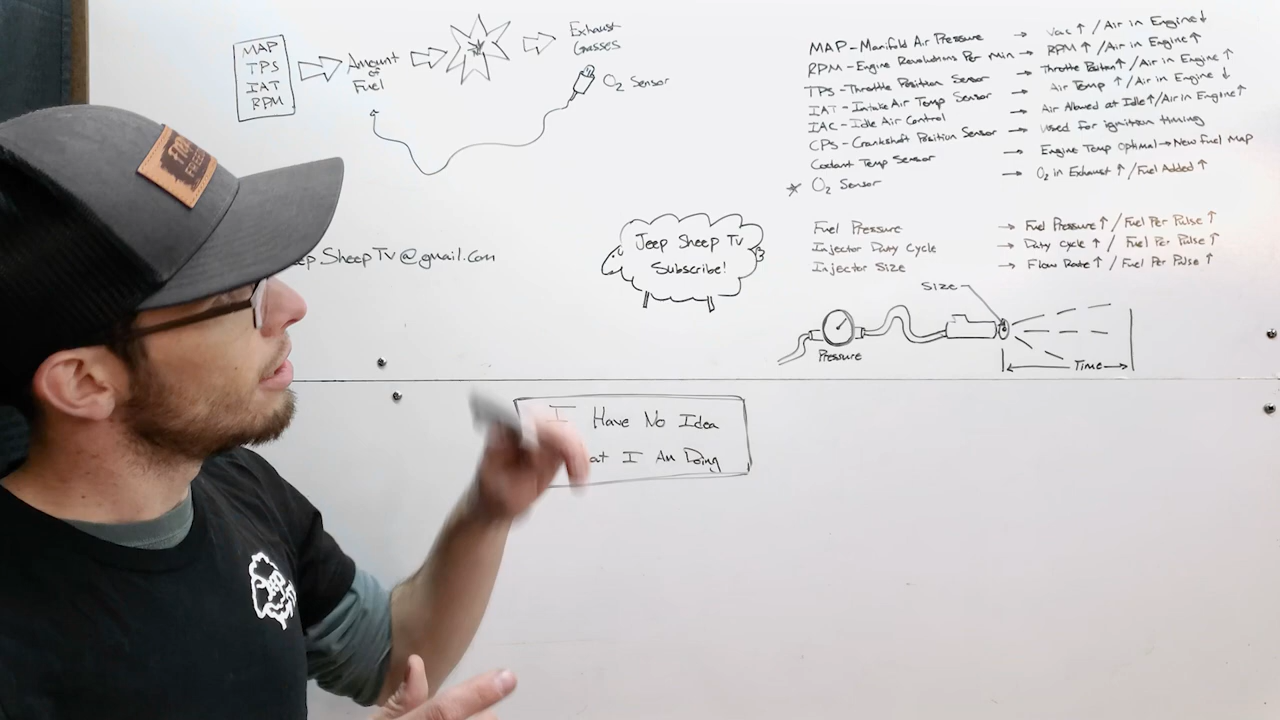 MAP
TPS
IAT
RPM
Amount
of
Fuel
Exhaust
Gasses
O2 Sensor
MAP - Manifold Air Pressure → Vac ↑ / Air in Engine ↓
RPM - Engine Revolutions Per Min → RPM ↑ / Air in Engine ↑
TPS - Throttle Position Sensor → Throttle Position ↑ / Air in Engine ↑
IAT - Intake Air Temp Sensor → Air Temp ↑ / Air in Engine ↓
IAC - Idle Air Control → Air Allowed at Idle ↑ / Air in Engine ↑
CPS - Crankshaft Position Sensor → Used for ignition timing
Coolant Temp Sensor → Engine Temp Optimal → New Fuel Map
* O2 Sensor → O2 in Exhaust ↑ / Fuel Added ↑
Fuel Pressure → Fuel Pressure ↑ / Fuel Per Pulse ↑
Injector Duty Cycle → Duty Cycle ↑ / Fuel Per Pulse ↑
Injector Size → Flow Rate ↑ / Fuel Per Pulse ↑
eep Sheep Tv @gmail.com
Jeep Sheep Tv
Subscribe!
Size
Pressure
Time
I Have No Idea
at I Am Doing